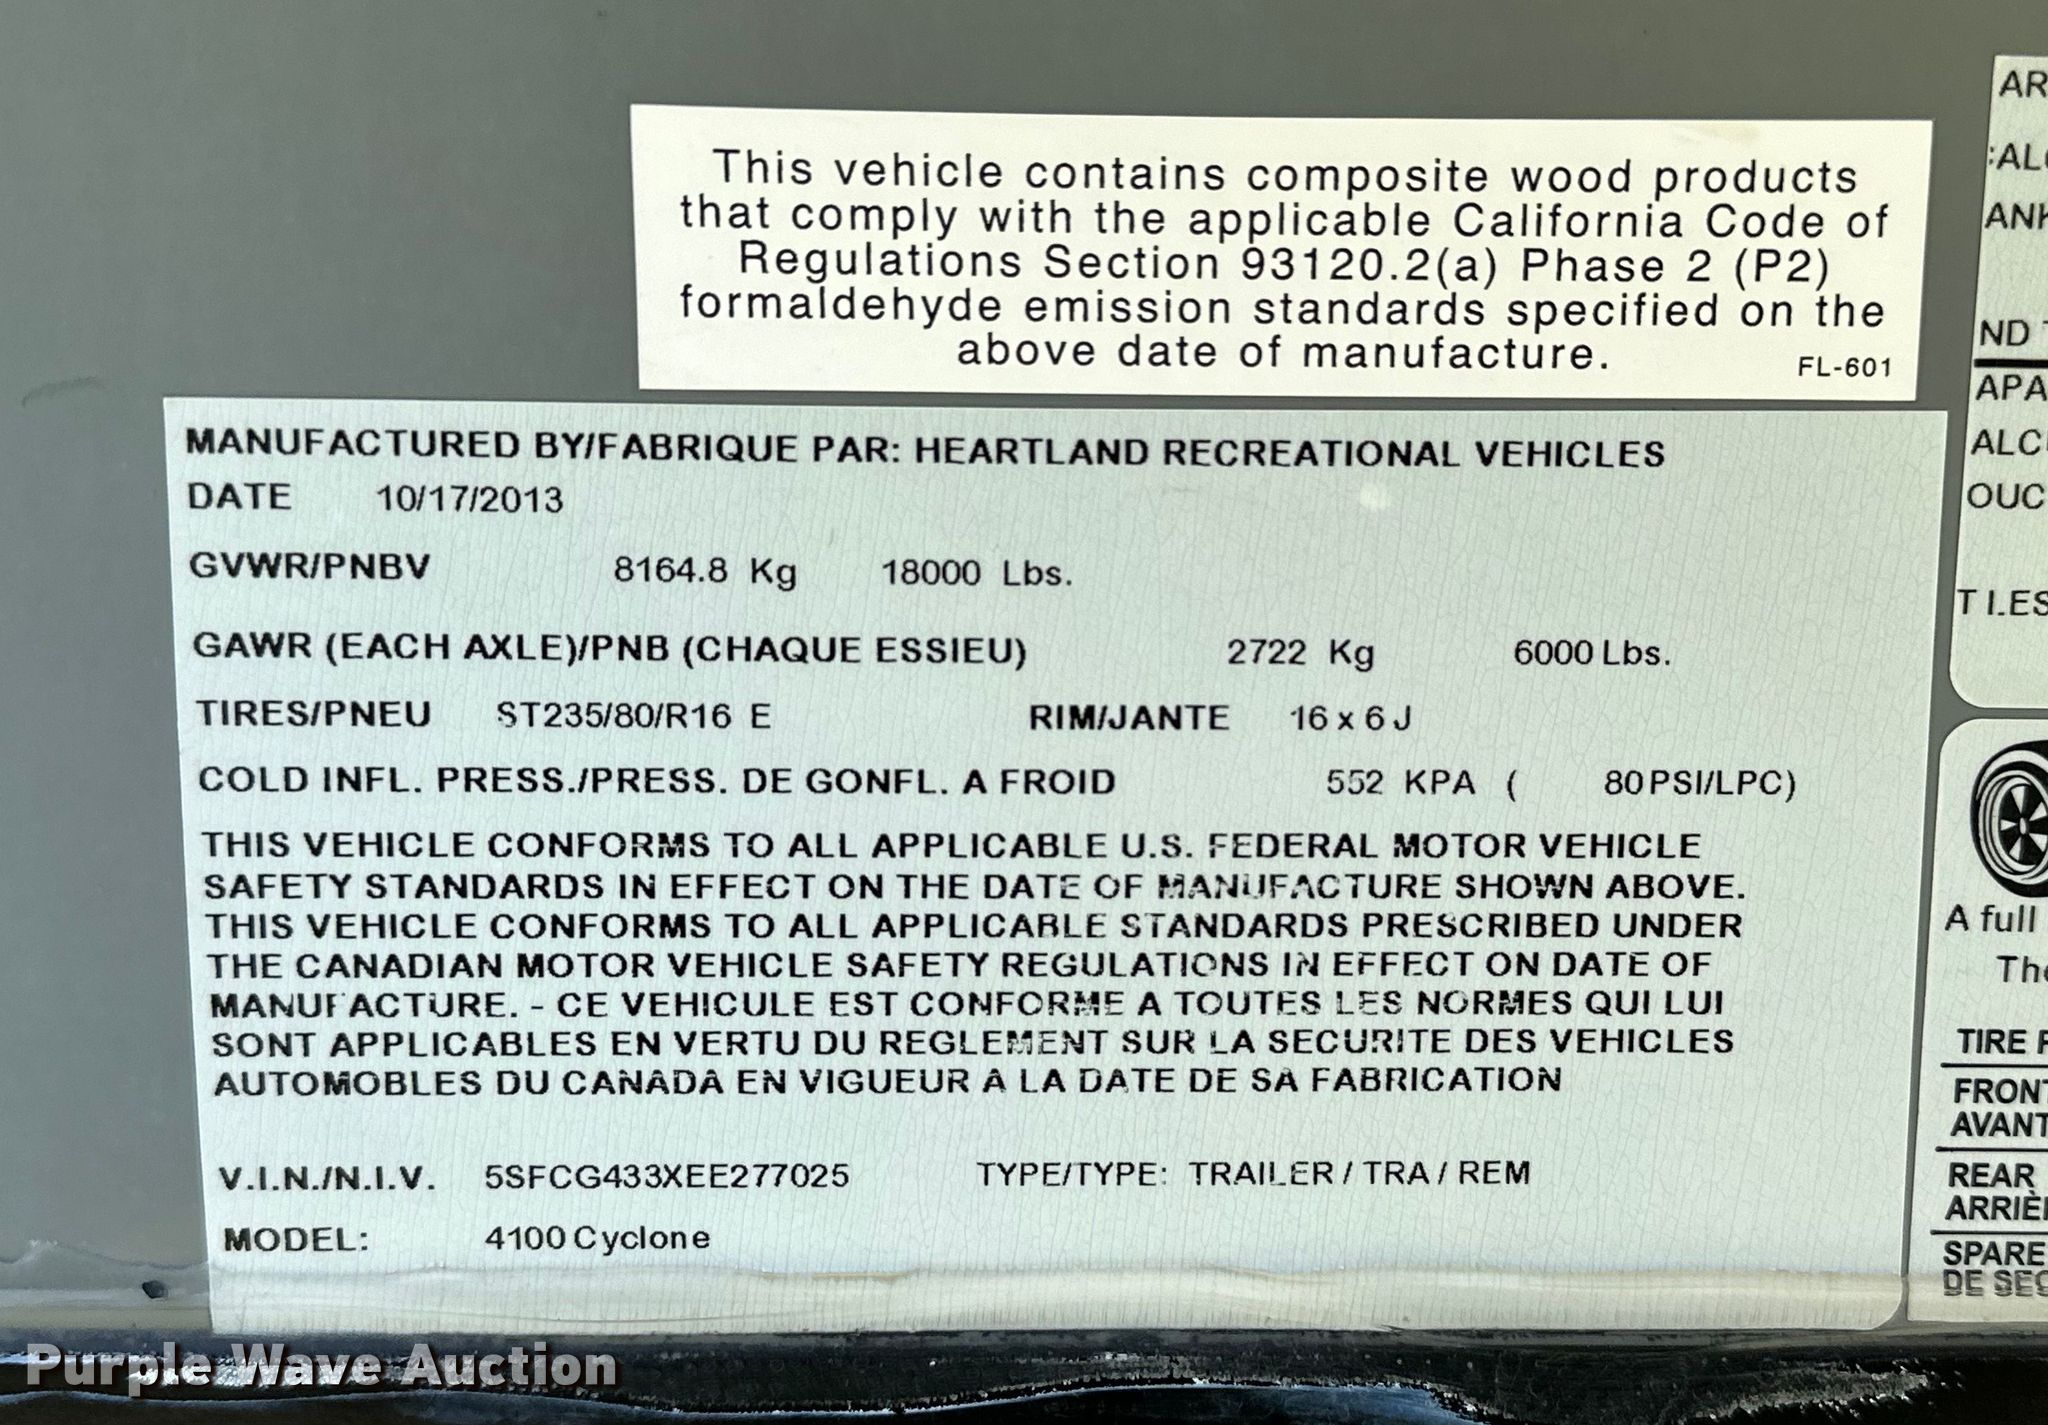 This vehicle contains composite wood products
that comply with the applicable California Code of
Regulations Section 93120.2(a) Phase 2 (P2)
formaldehyde emission standards specified on the
above date of manufacture.
FL-601
MANUFACTURED BY/FABRIQUE PAR: HEARTLAND RECREATIONAL VEHICLES
DATE 10/17/2013
GVWR/PNBV 8164.8 Kg 18000 Lbs.
GAWR (EACH AXLE)/PNB (CHAQUE ESSIEU) 2722 Kg 6000 Lbs.
TIRES/PNEU ST235/80/R16 E RIM/JANTE 16 x 6 J
COLD INFL. PRESS./PRESS. DE GONFL. A FROID 552 KPA ( 80 PSI/LPC)
THIS VEHICLE CONFORMS TO ALL APPLICABLE U.S. FEDERAL MOTOR VEHICLE
SAFETY STANDARDS IN EFFECT ON THE DATE OF MANUFACTURE SHOWN ABOVE.
THIS VEHICLE CONFORMS TO ALL APPLICABLE STANDARDS PRESCRIBED UNDER
THE CANADIAN MOTOR VEHICLE SAFETY REGULATIONS IN EFFECT ON DATE OF
MANUFACTURE. - CE VEHICULE EST CONFORME A TOUTES LES NORMES QUI LUI
SONT APPLICABLES EN VERTU DU REGLEMENT SUR LA SECURITE DES VEHICLES
AUTOMOBLES DU CANADA EN VIGUEUR A LA DATE DE SA FABRICATION
V.I.N./N.I.V. 5SFCG433XEE277025 TYPE/TYPE: TRAILER / TRA / REM
MODEL: 4100 Cyclone
ND
A full
TIRE
FRONT
AVANT
REAR
SPARE
Purple Wave Auction